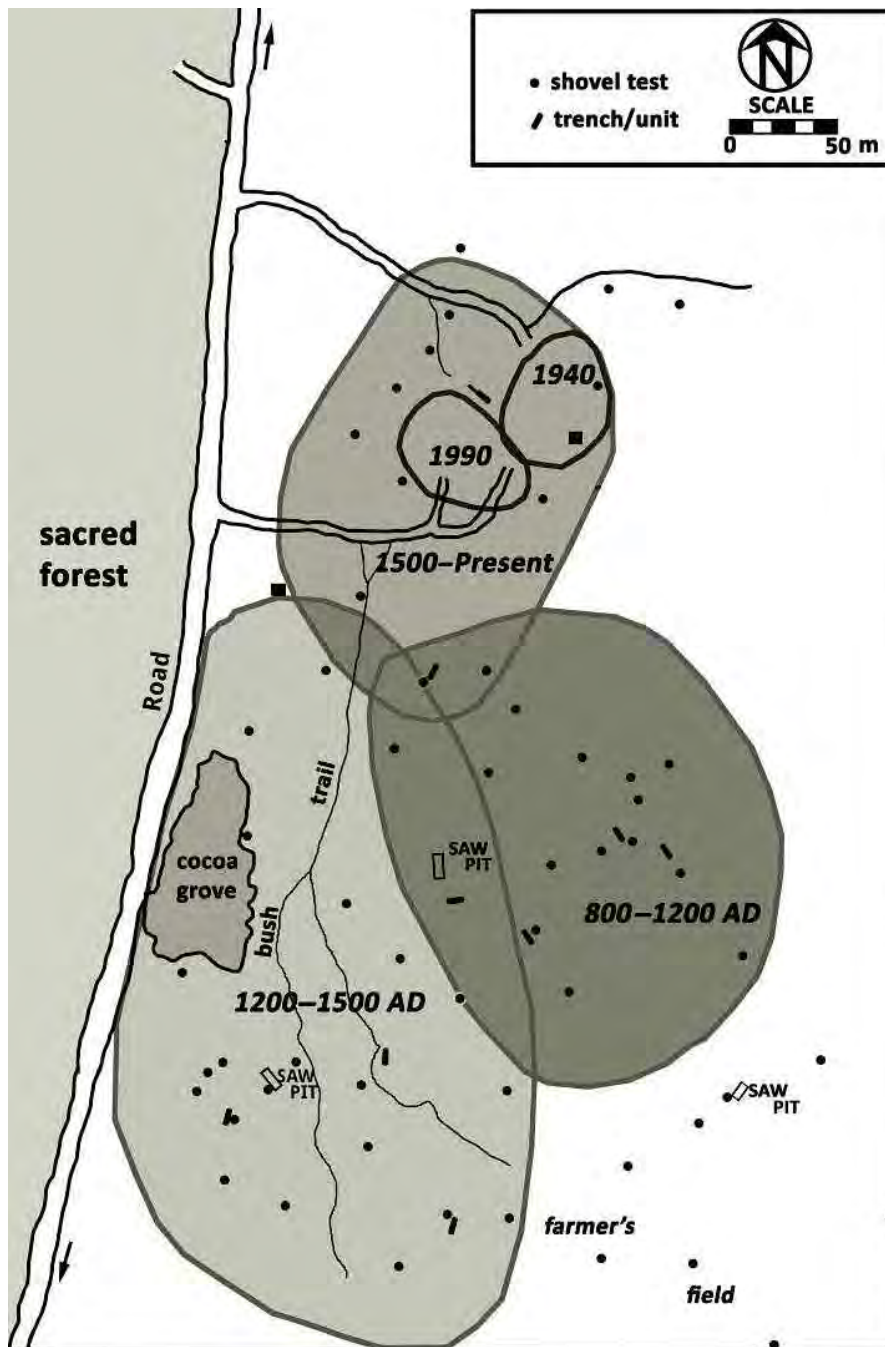 N
shovel test
SCALE
trench/unit
0 50 m
1940
1990
sacred
forest
1500–Present
Road
trail
SAW
PIT
cocoa
grove
800–1200 AD
bush
1200–1500 AD
SAW
PIT
SAW
PIT
farmer's
field